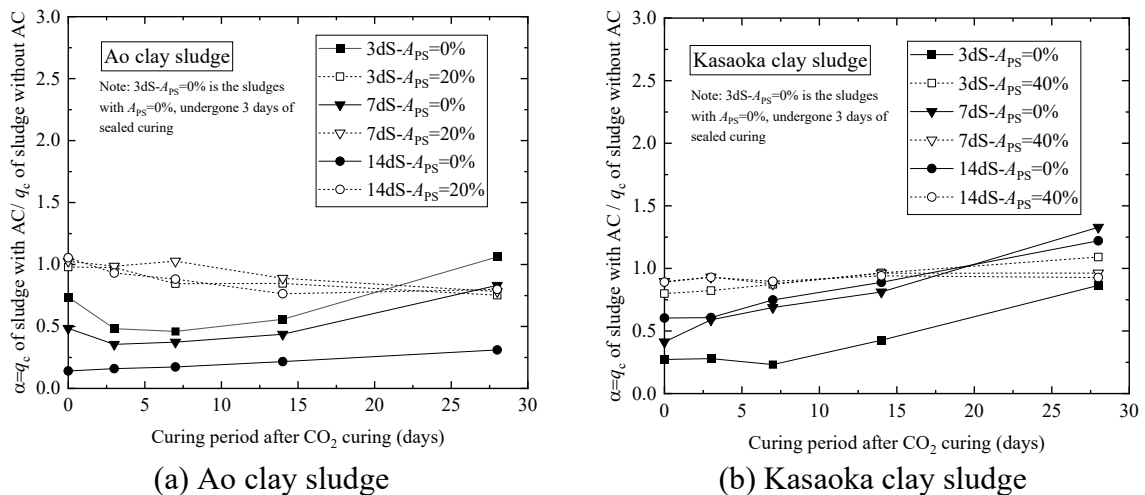 3.0
2.5
2.0
1.5
1.0
0.5
0.0
α=qc of sludge with AC/ qc of sludge without AC
Ao clay sludge
Note: 3dS-APS=0% is the sludges
with APS=0%, undergone 3 days of
sealed curing
3dS-APS=0%
3dS-APS=20%
7dS-APS=0%
7dS-APS=20%
14dS-APS=0%
14dS-APS=20%
0 5 10 15 20 25 30
Curing period after CO2 curing (days)
(a) Ao clay sludge
3.0
2.5
2.0
1.5
1.0
0.5
0.0
α=qc of sludge with AC / qc of sludge without AC
Kasaoka clay sludge
Note: 3dS-APS=0% is the sludges
with APS=0%, undergone 3 days of
sealed curing
3dS-APS=0%
3dS-APS=40%
7dS-APS=0%
7dS-APS=40%
14dS-APS=0%
14dS-APS=40%
0 5 10 15 20 25 30
Curing period after CO2 curing (days)
(b) Kasaoka clay sludge